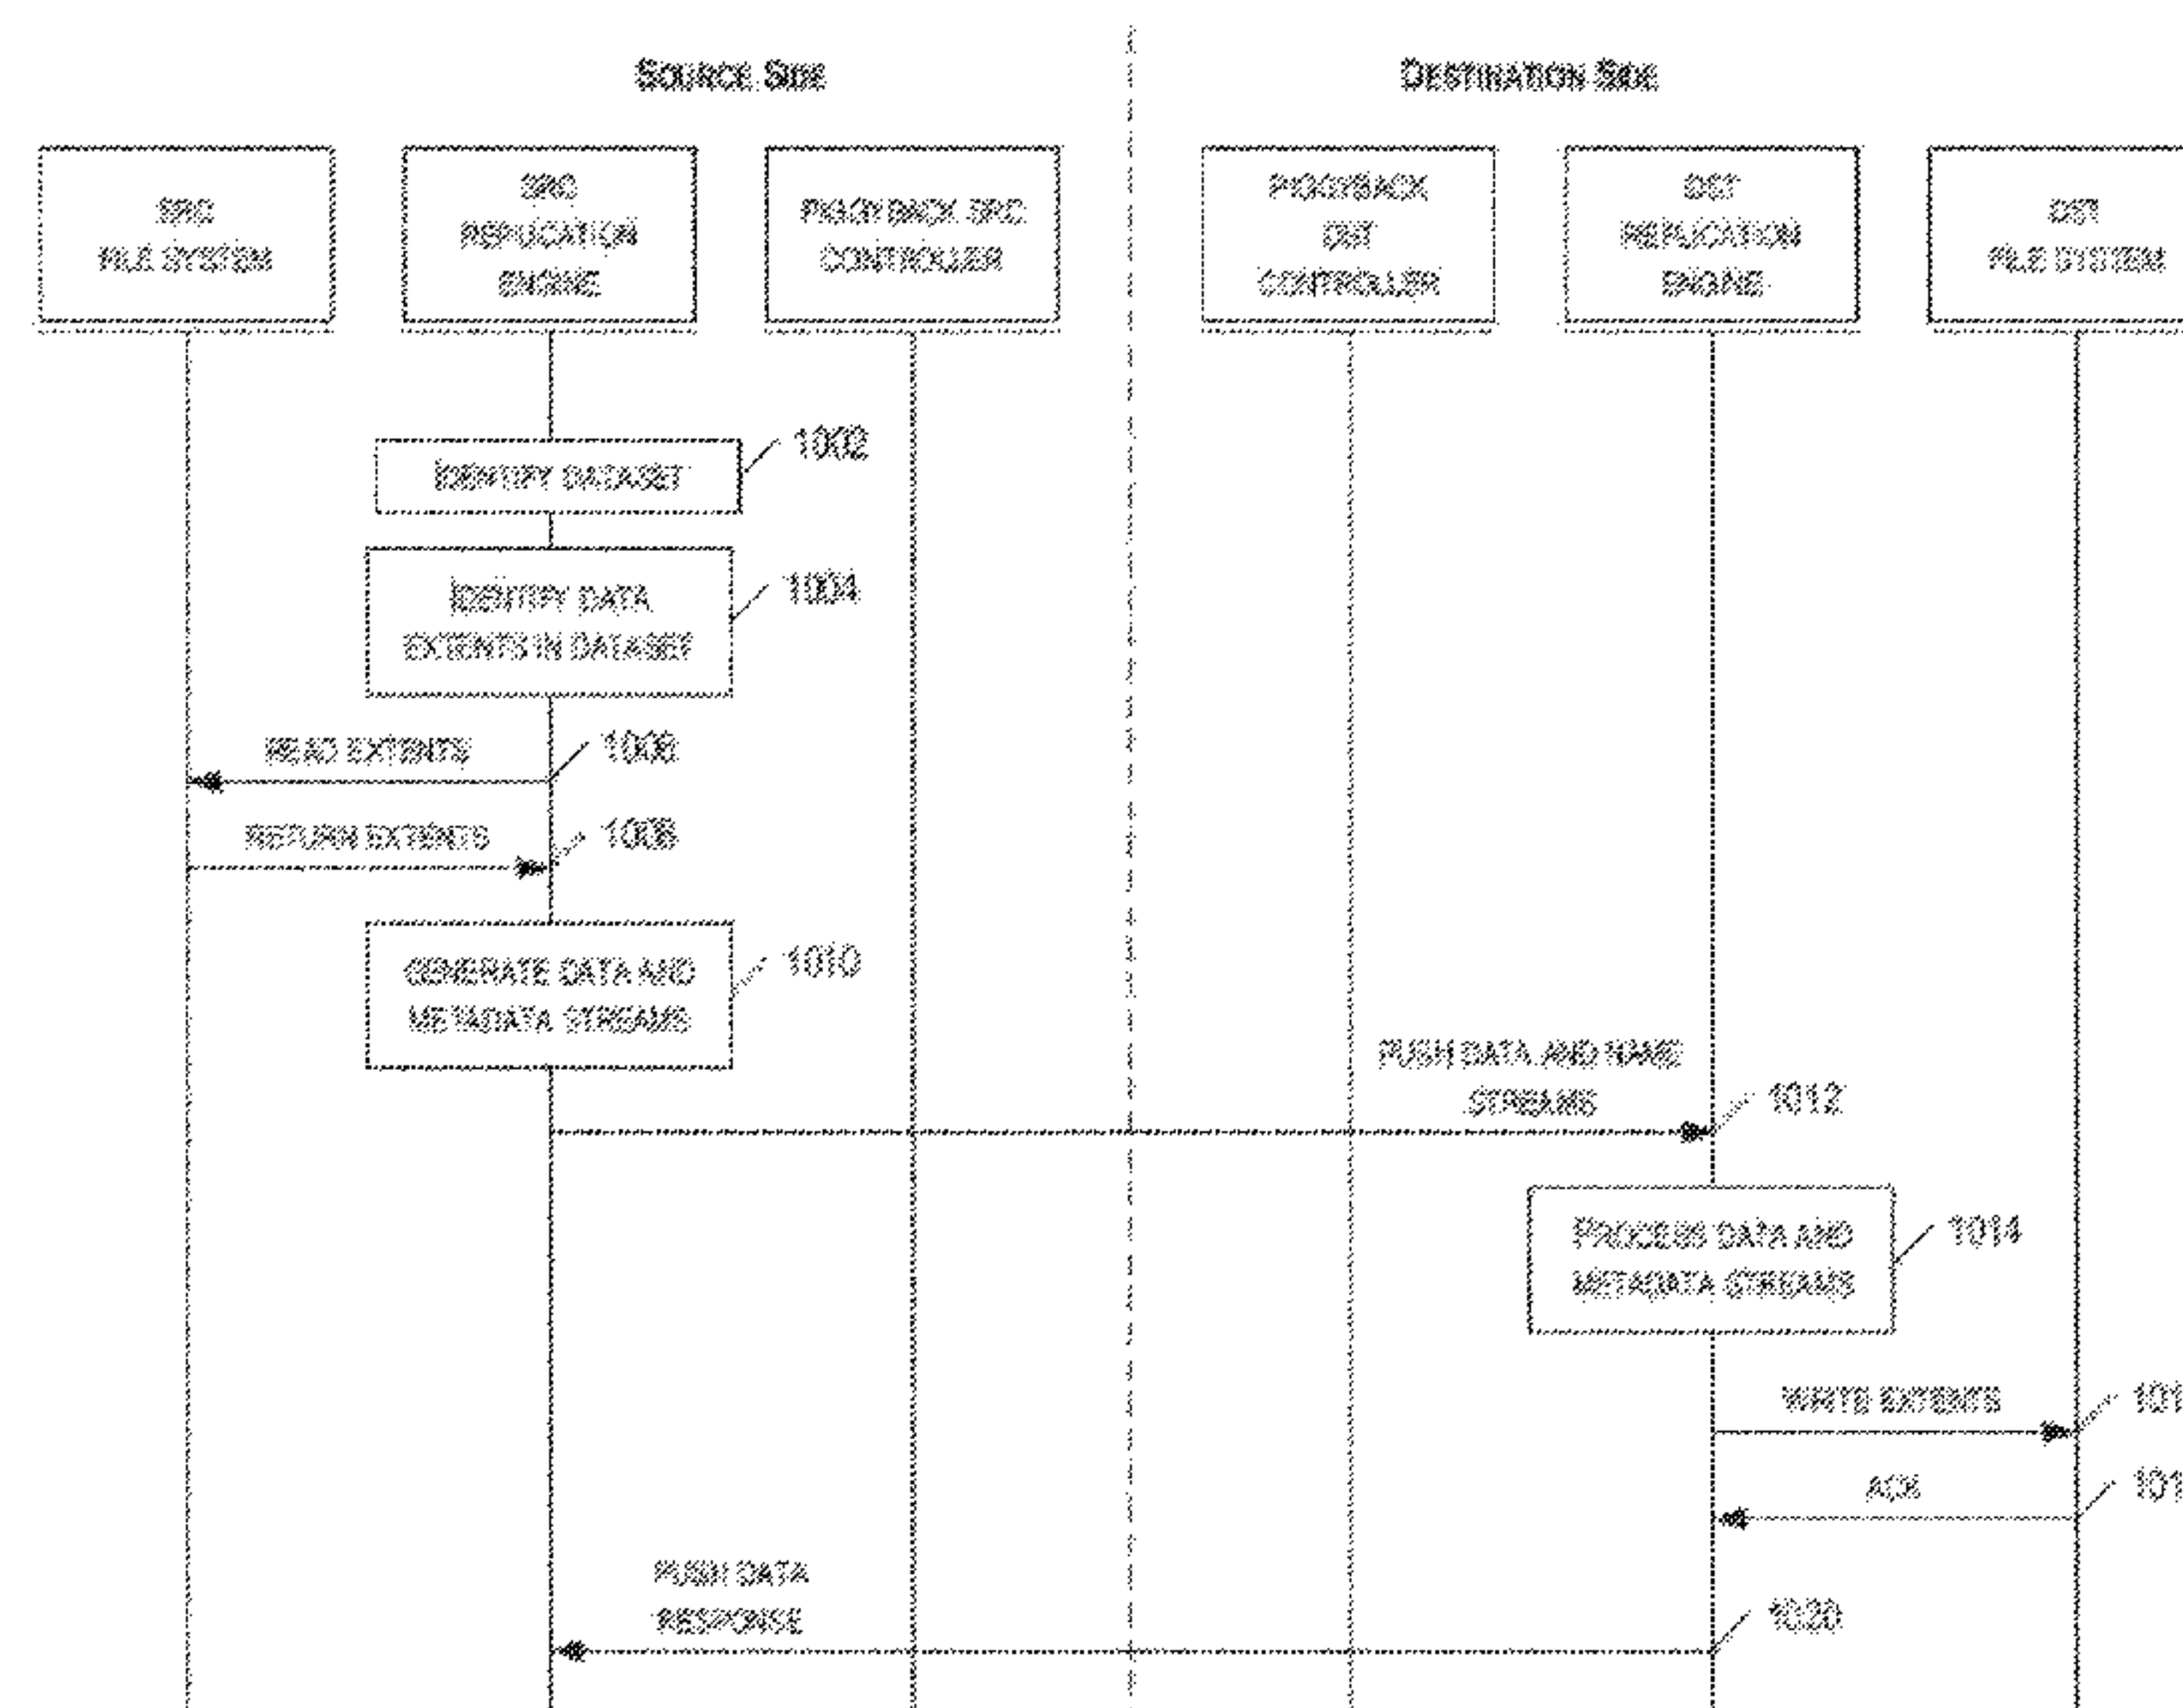 SOURCE SIDE
DESTINATION SIDE
SRC
FILE SYSTEM
SRC
REPLICATION
ENGINE
PIGGYBACK SRC
CONTROLLER
PIGGYBACK
DST
CONTROLLER
DST
REPLICATION
ENGINE
DST
FILE SYSTEM
1002
IDENTIFY DATASET
1004
IDENTIFY DATA
EXTENTS IN DATASET
READ EXTENTS
1006
RETURN EXTENTS
1008
GENERATE DATA AND
METADATA STREAMS
1010
PUSH DATA AND NAME
STREAMS
1012
PROCESS DATA AND
METADATA STREAMS
1014
WRITE EXTENTS
101
ACK
101
PUSH DATA
RESPONSE
1020